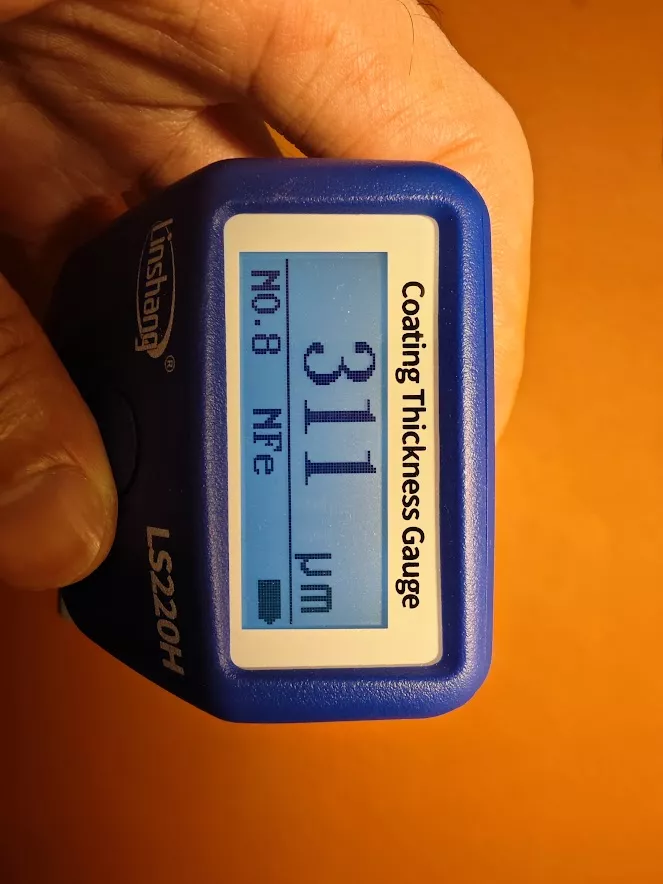 Coating Thickness Gauge
311 μm
NO.8 NFe
Linshang®
LS220H